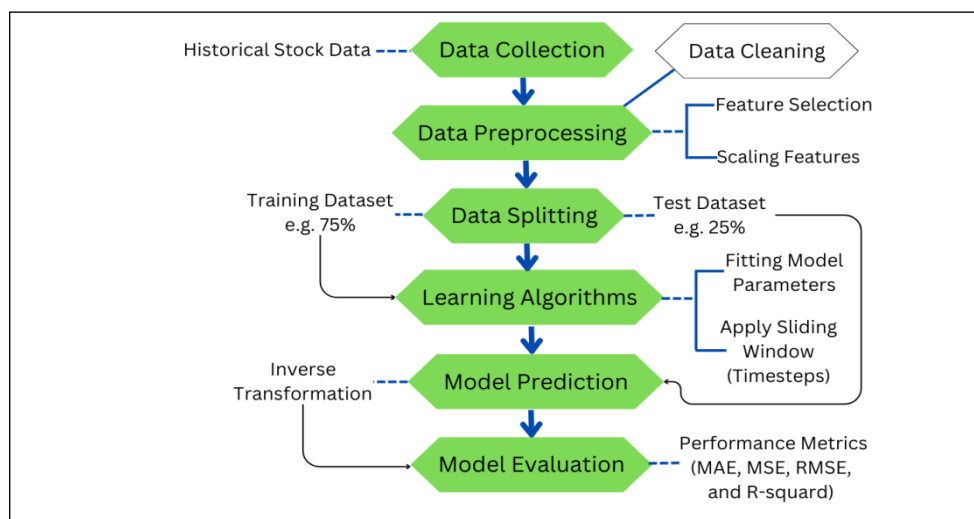 Historical Stock Data
Data Collection
Data Cleaning
Data Preprocessing
Feature Selection
Scaling Features
Training Dataset
e.g. 75%
Data Splitting
Test Dataset
e.g. 25%
Learning Algorithms
Fitting Model
Parameters
Apply Sliding
Window
(Timesteps)
Inverse
Transformation
Model Prediction
Model Evaluation
Performance Metrics
(MAE, MSE, RMSE,
and R-squard)